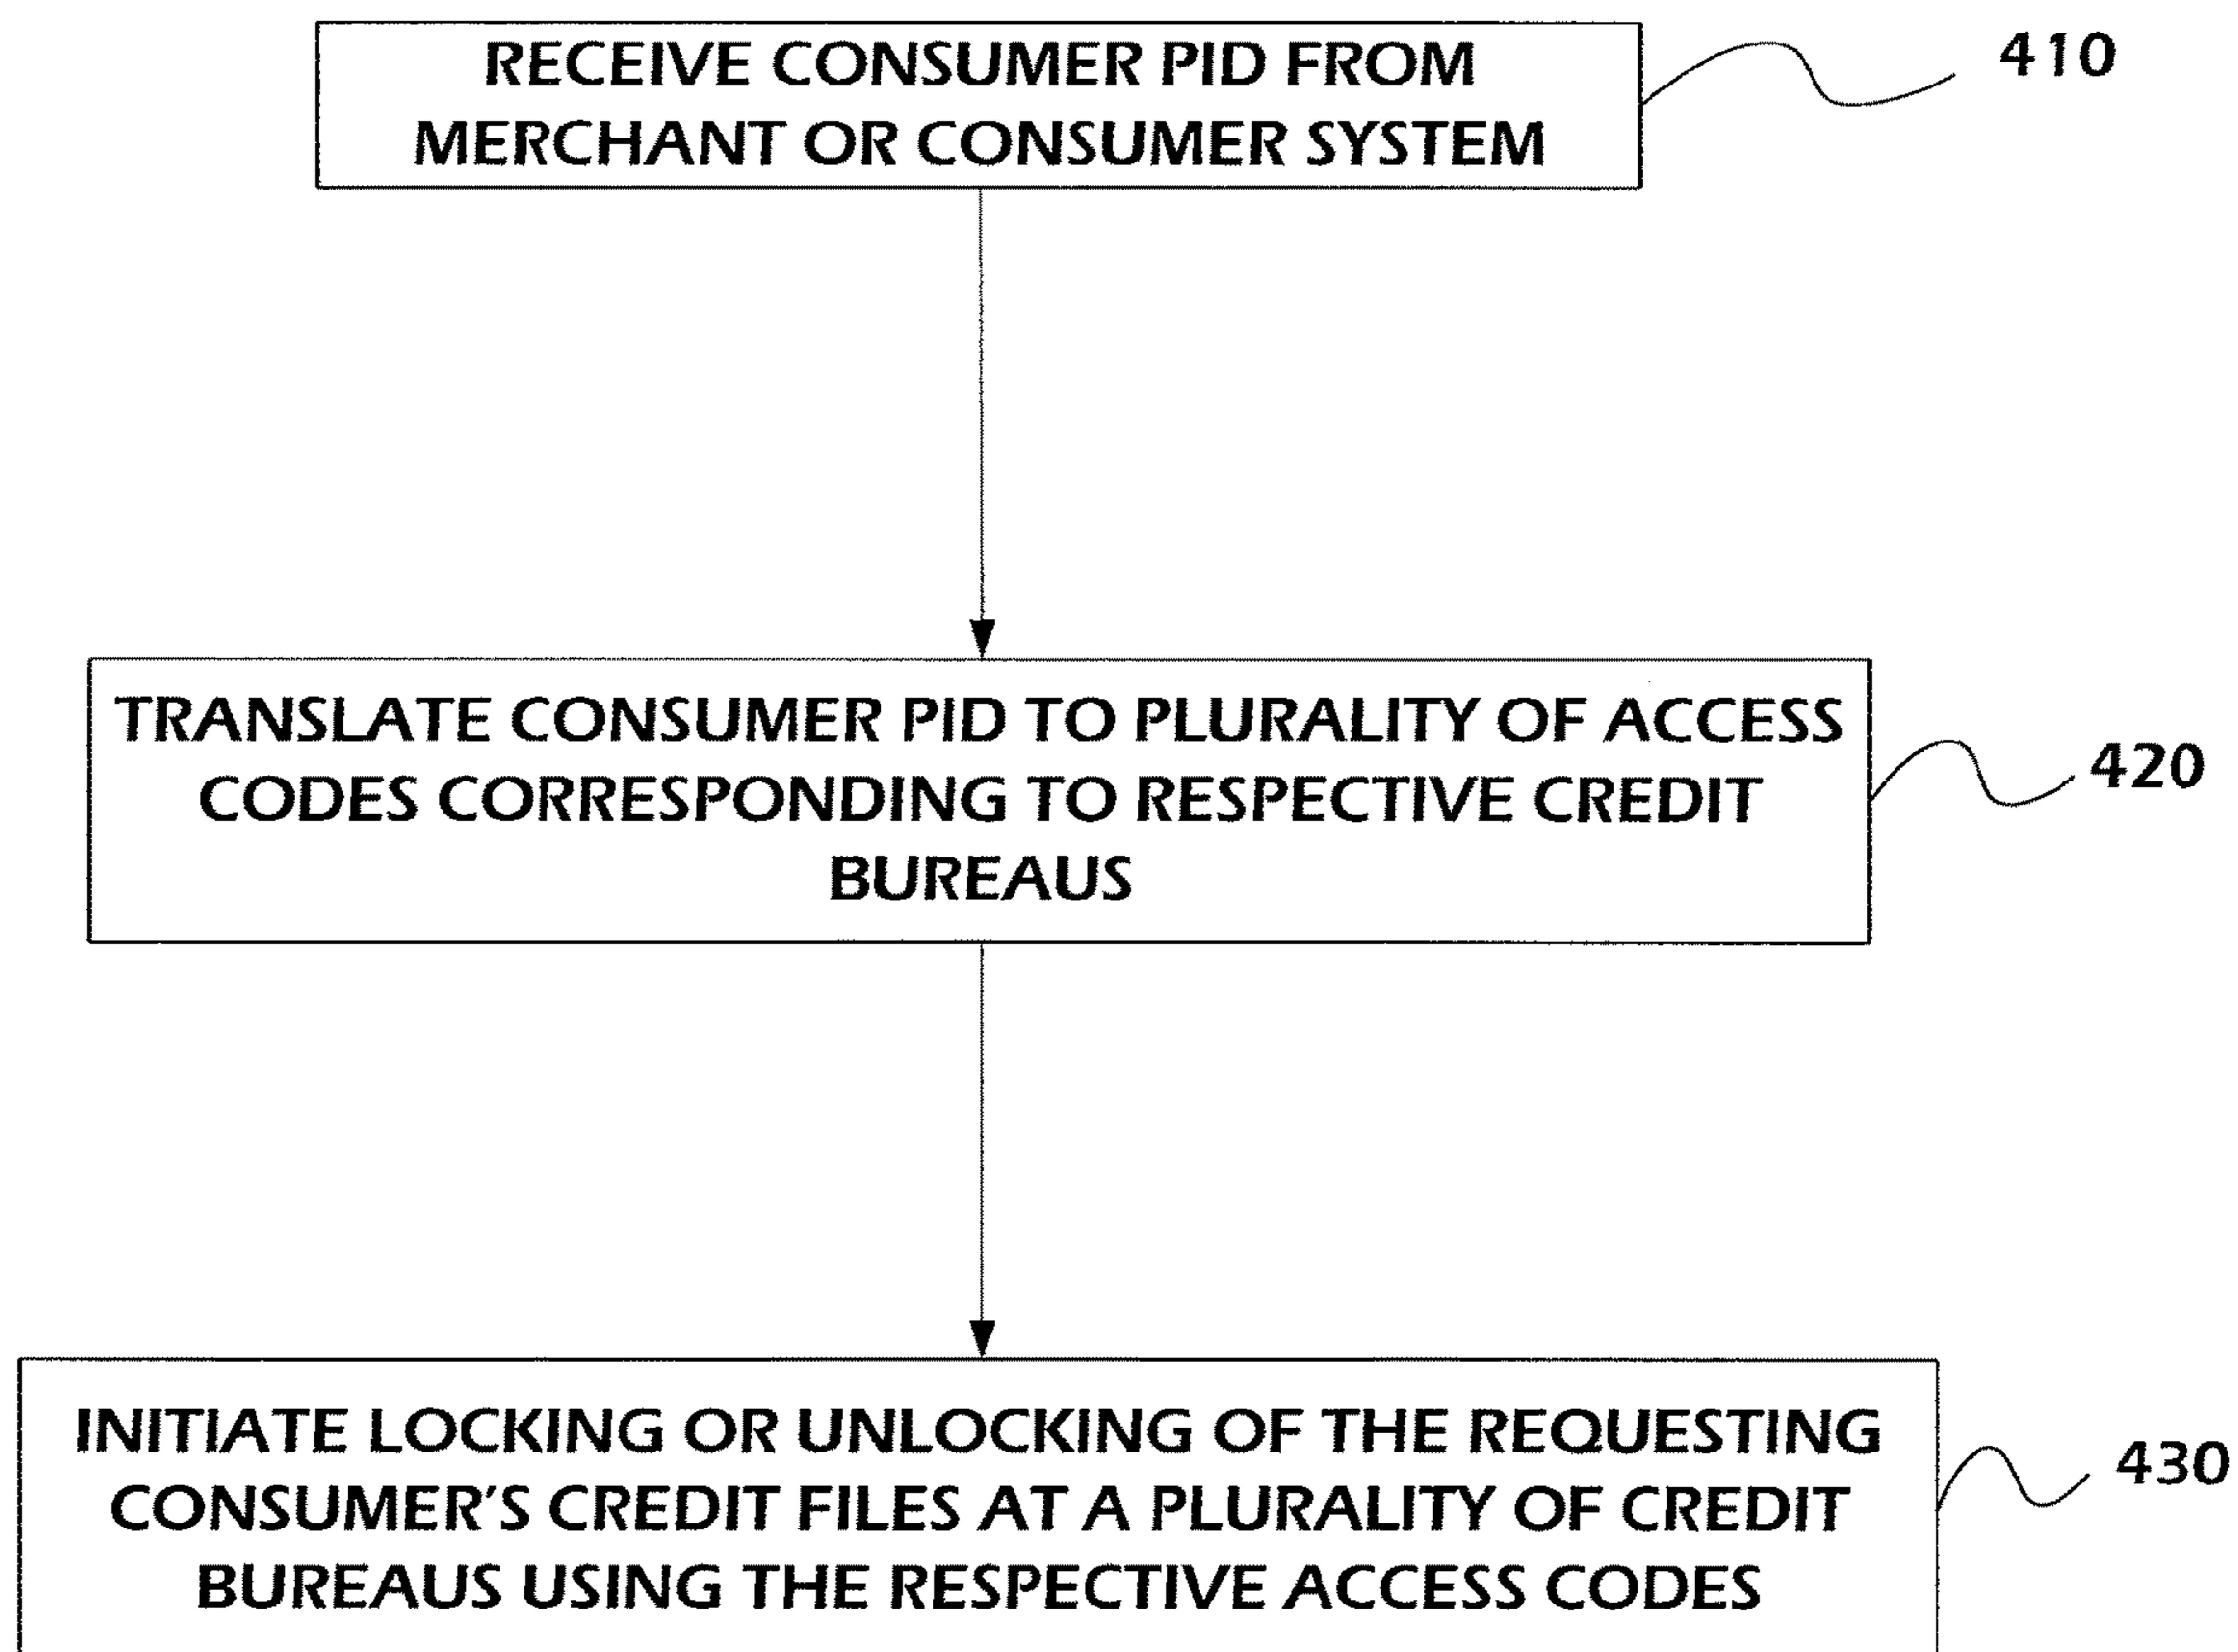 RECEIVE CONSUMER PID FROM
MERCHANT OR CONSUMER SYSTEM
410
TRANSLATE CONSUMER PID TO PLURALITY OF ACCESS
CODES CORRESPONDING TO RESPECTIVE CREDIT
BUREAUS
420
INITIATE LOCKING OR UNLOCKING OF THE REQUESTING
CONSUMER’S CREDIT FILES AT A PLURALITY OF CREDIT
BUREAUS USING THE RESPECTIVE ACCESS CODES
430